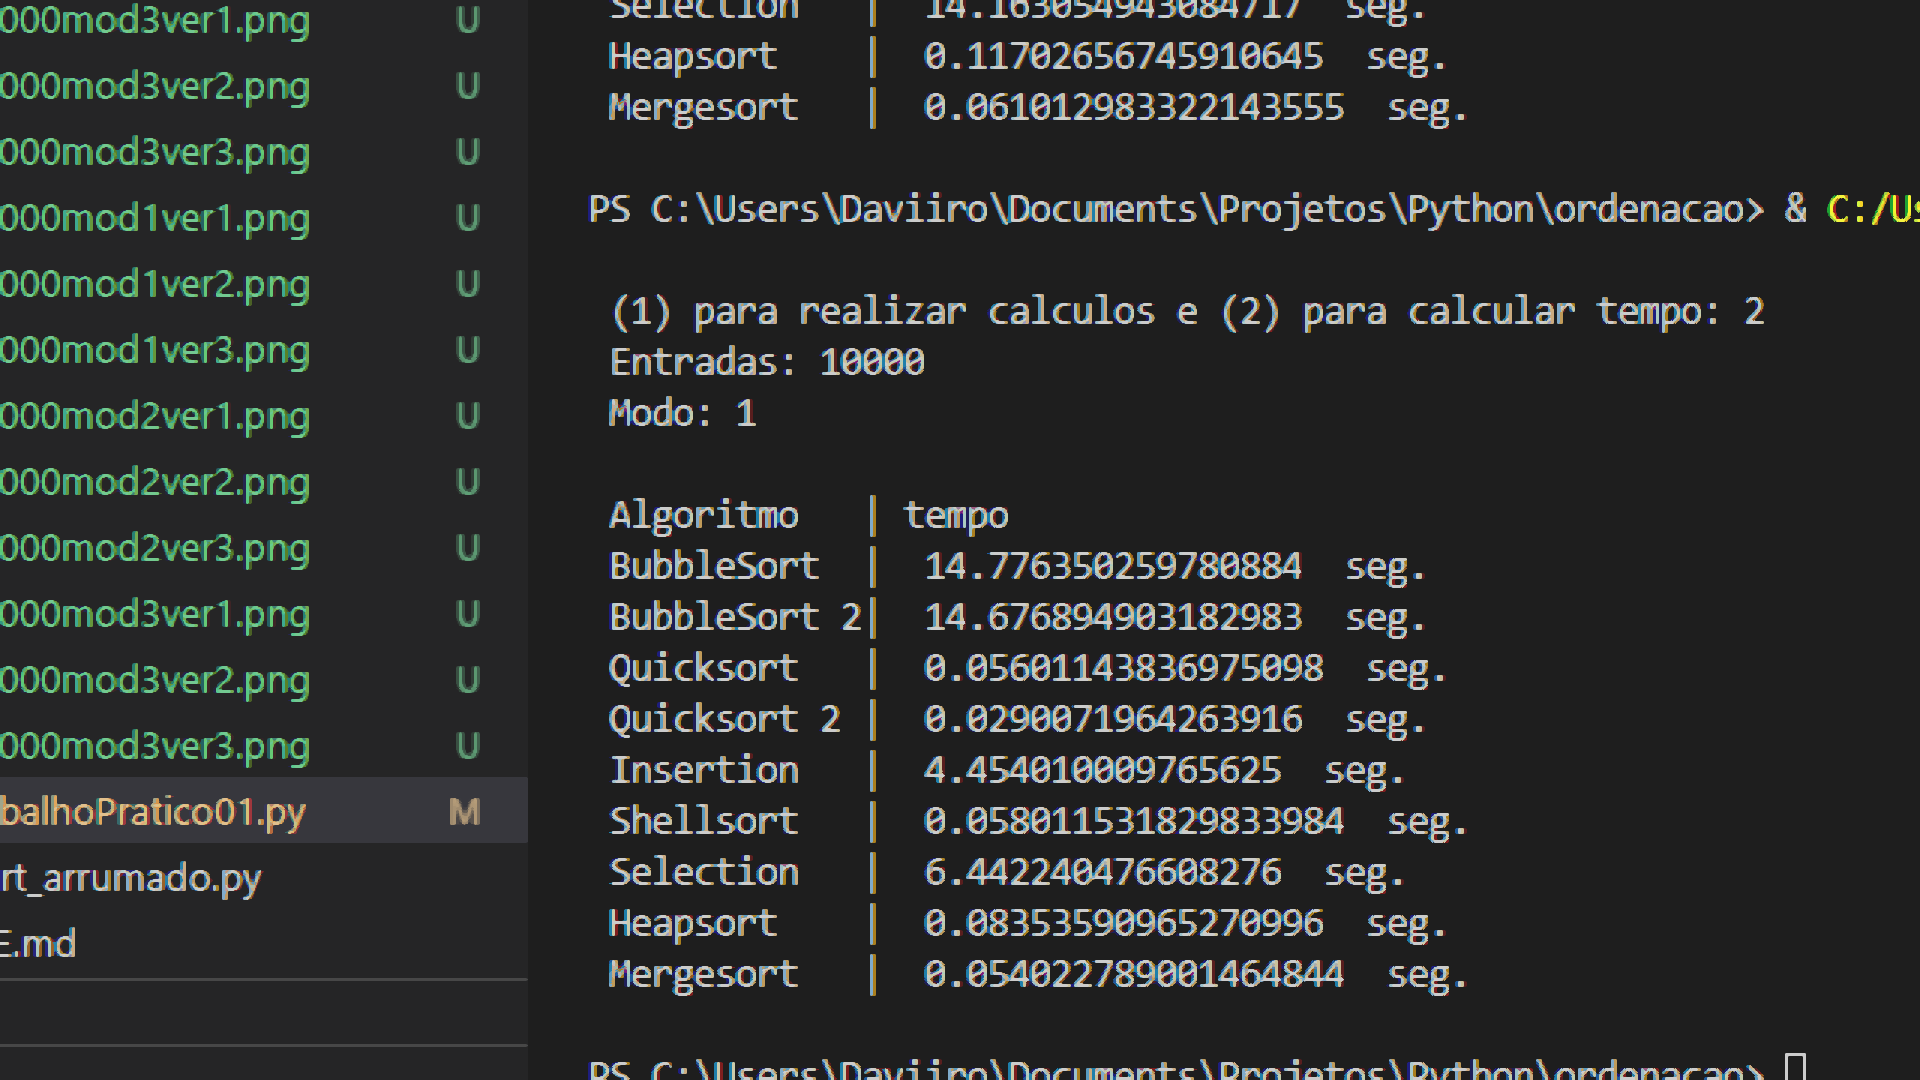 000mod3ver1.png U
000mod3ver2.png U
000mod3ver3.png U
000mod1ver1.png U
000mod1ver2.png U
000mod1ver3.png U
000mod2ver1.png U
000mod2ver2.png U
000mod2ver3.png U
000mod3ver1.png U
000mod3ver2.png U
000mod3ver3.png U
balhoPratico01.py M
rt_arrumado.py
E.md
Selection | 14.163054943084717 seg.
Heapsort | 0.11702656745910645 seg.
Mergesort | 0.061012983322143555 seg.
PS C:\Users\Daviiro\Documents\Projetos\Python\ordenacao> & C:/Us
(1) para realizar calculos e (2) para calcular tempo: 2
Entradas: 10000
Modo: 1
Algoritmo | tempo
BubbleSort | 14.776350259780884 seg.
BubbleSort 2| 14.676894903182983 seg.
Quicksort | 0.05601143836975098 seg.
Quicksort 2 | 0.0290071964263916 seg.
Insertion | 4.454010009765625 seg.
Shellsort | 0.058011531829833984 seg.
Selection | 6.442240476608276 seg.
Heapsort | 0.08353590965270996 seg.
Mergesort | 0.054022789001464844 seg.
PS C:\Users\Daviiro\Documents\Projetos\Python\ordenacao>